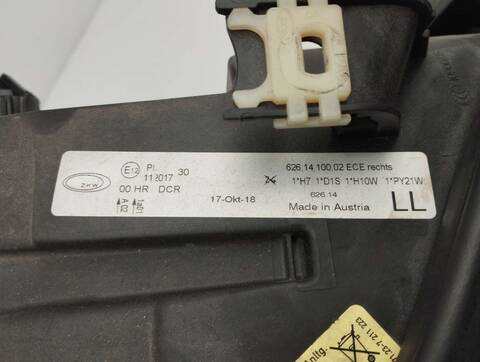 ZKW
E12 PI
112017 30
00 HR DCR
17-Okt-18
626.14.100.02 ECE rechts
1*H7 1*D1S 1*H10W 1*PY21W
626.14
Made in Austria LL